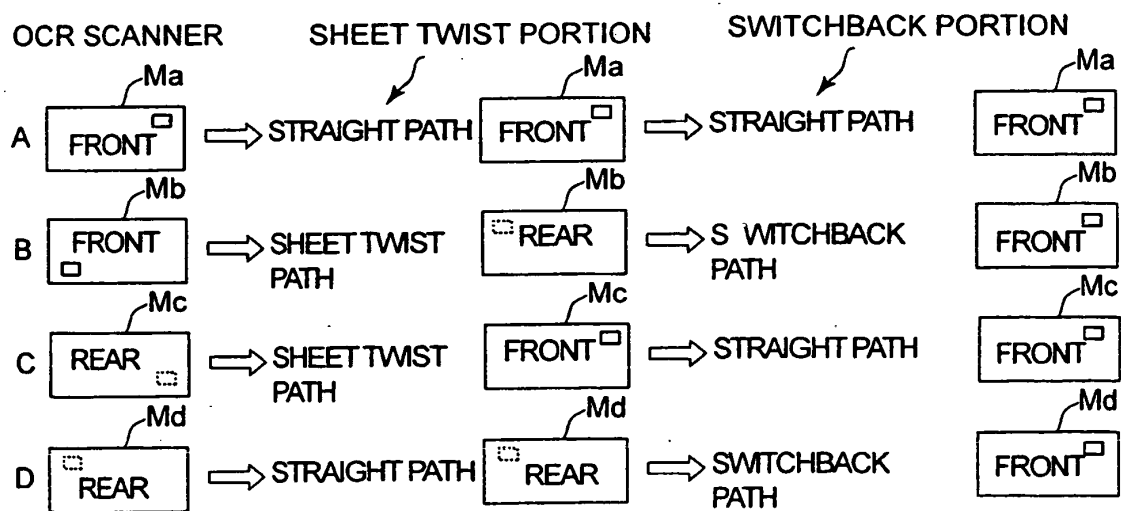 OCR SCANNER SHEET TWIST PORTION SWITCHBACK PORTION
Ma Ma Ma
A FRONT STRAIGHT PATH FRONT STRAIGHT PATH FRONT
Mb Mb Mb
B FRONT SHEET TWIST PATH REAR S WITCHBACK PATH FRONT
Mc Mc Mc
C REAR SHEET TWIST PATH FRONT STRAIGHT PATH FRONT
Md Md Md
D REAR STRAIGHT PATH REAR SWITCHBACK PATH FRONT